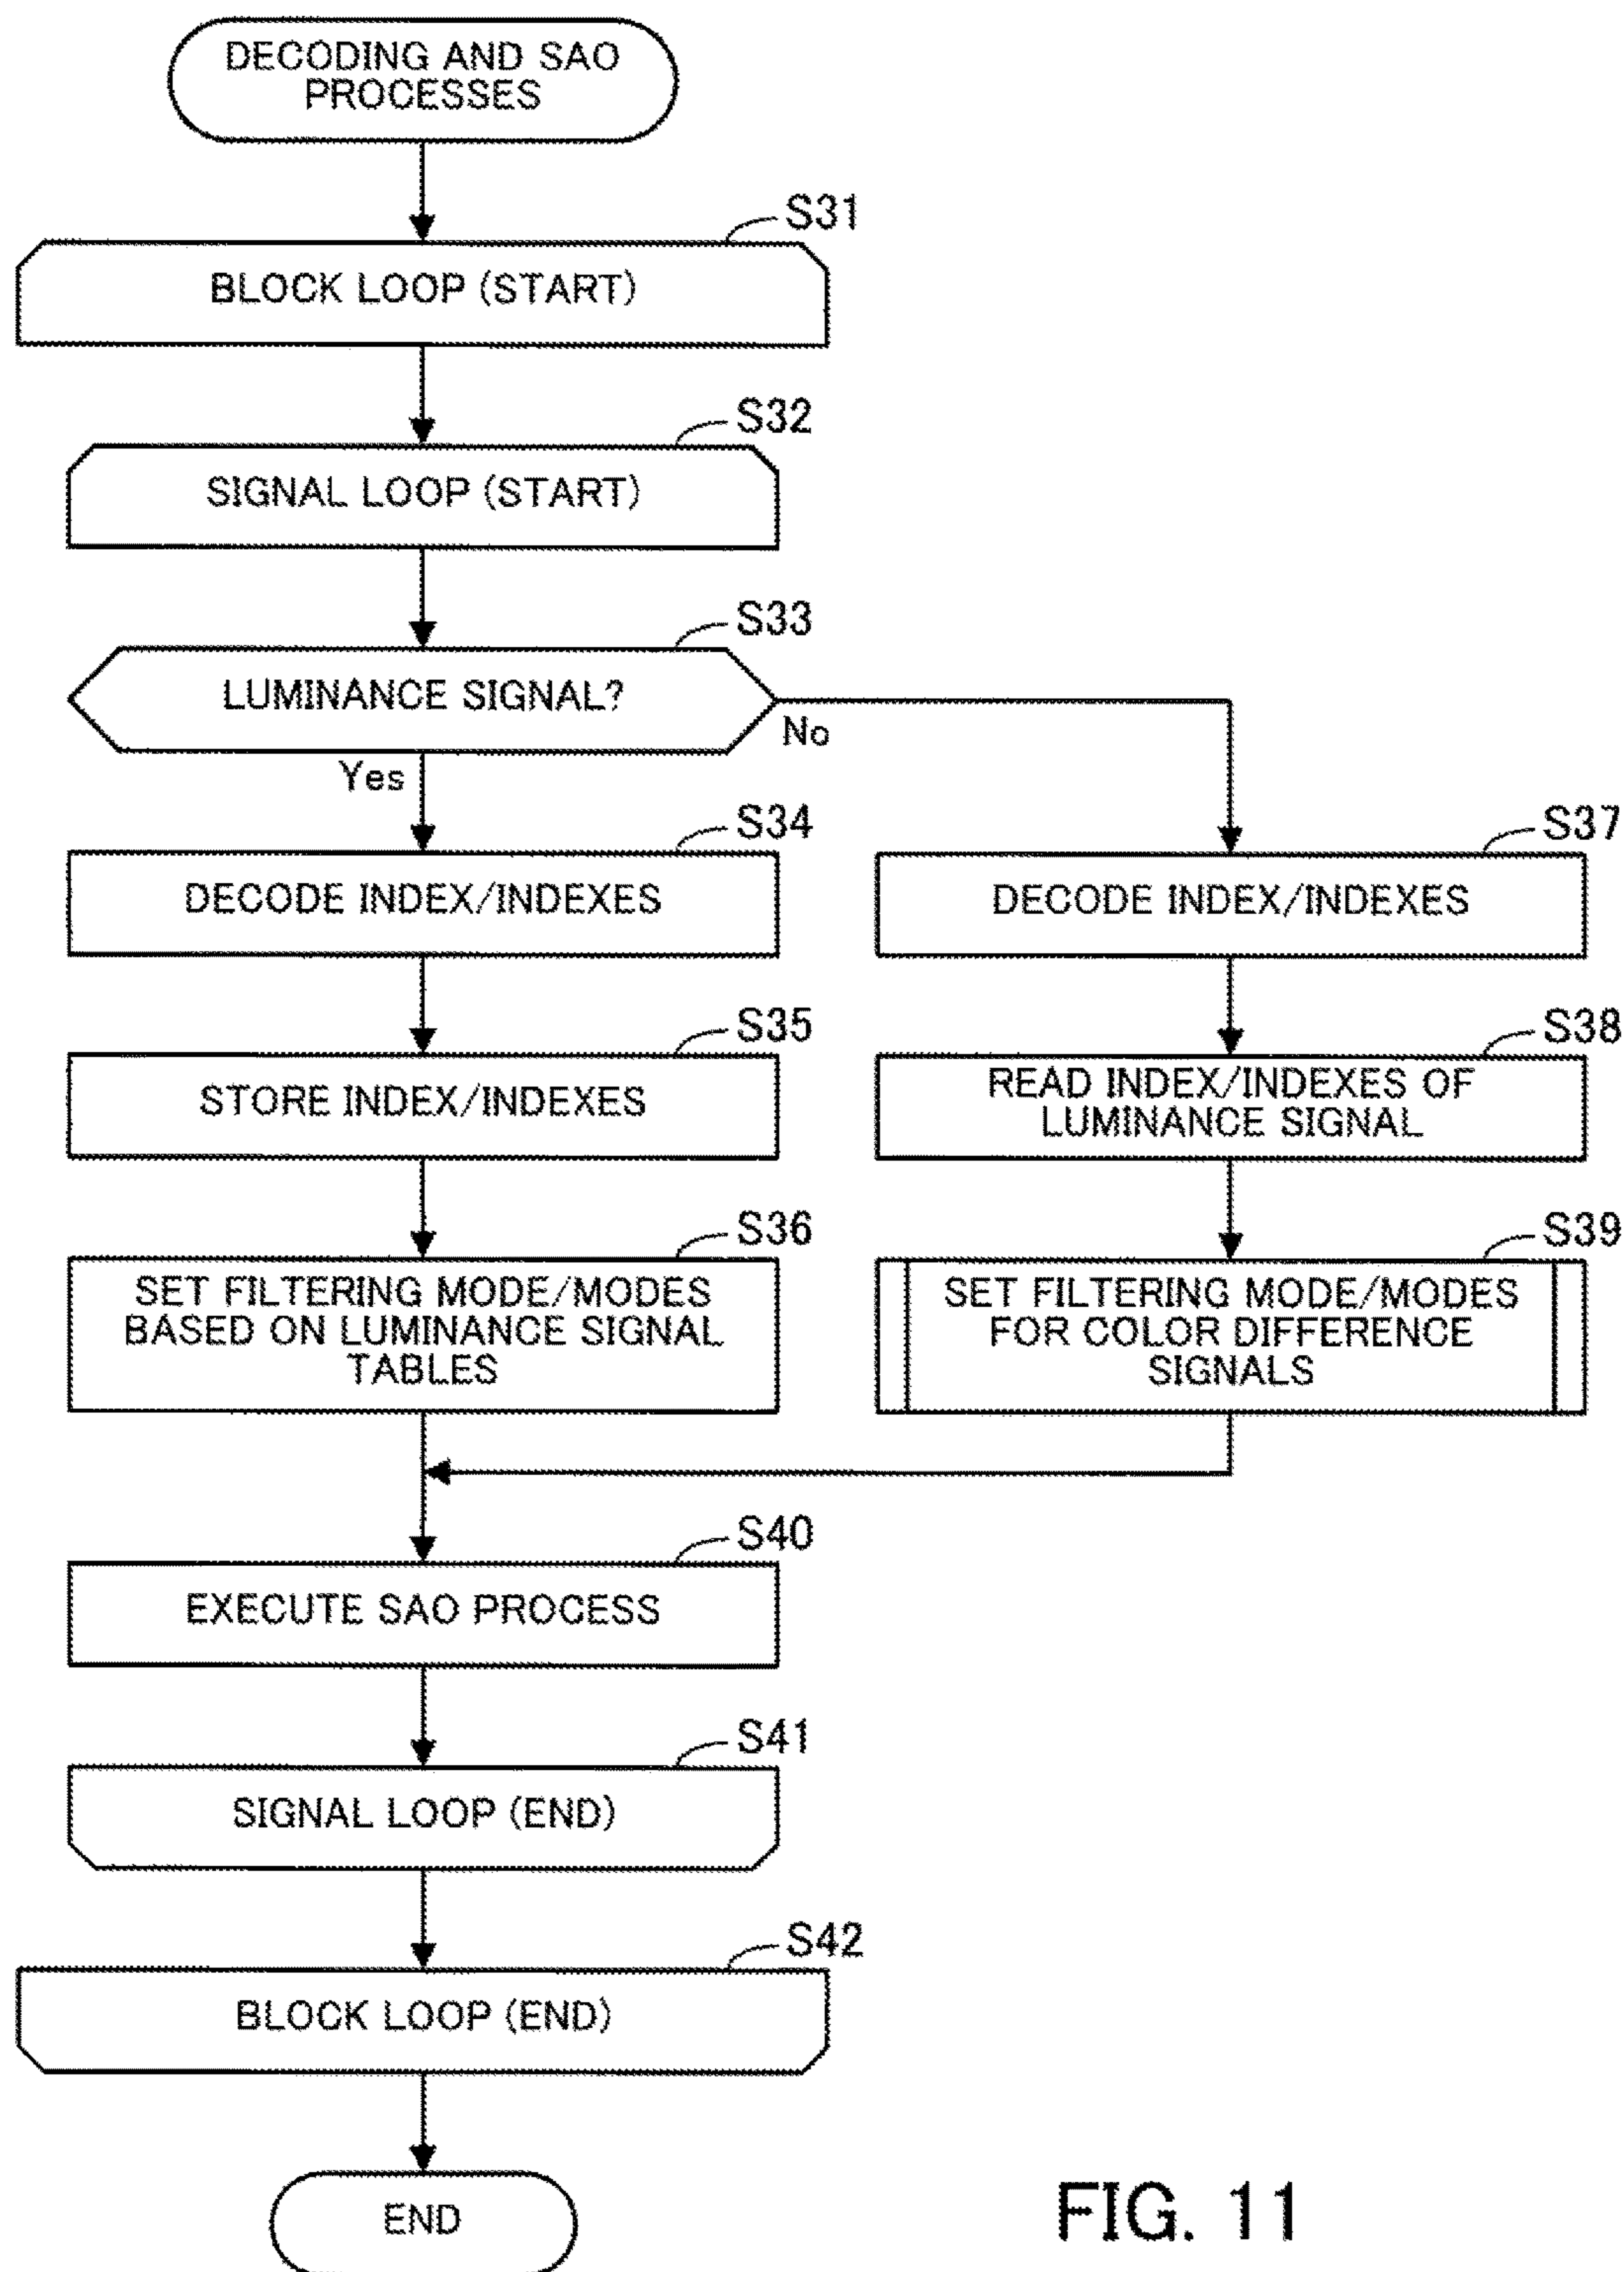 DECODING AND SAO
PROCESSES
S31
BLOCK LOOP (START)
S32
SIGNAL LOOP (START)
S33
LUMINANCE SIGNAL?
No
Yes
S34
DECODE INDEX/INDEXES
S37
DECODE INDEX/INDEXES
S35
STORE INDEX/INDEXES
S38
READ INDEX/INDEXES OF
LUMINANCE SIGNAL
S36
SET FILTERING MODE/MODES
BASED ON LUMINANCE SIGNAL
TABLES
S39
SET FILTERING MODE/MODES
FOR COLOR DIFFERENCE
SIGNALS
S40
EXECUTE SAO PROCESS
S41
SIGNAL LOOP (END)
S42
BLOCK LOOP (END)
END
FIG. 11